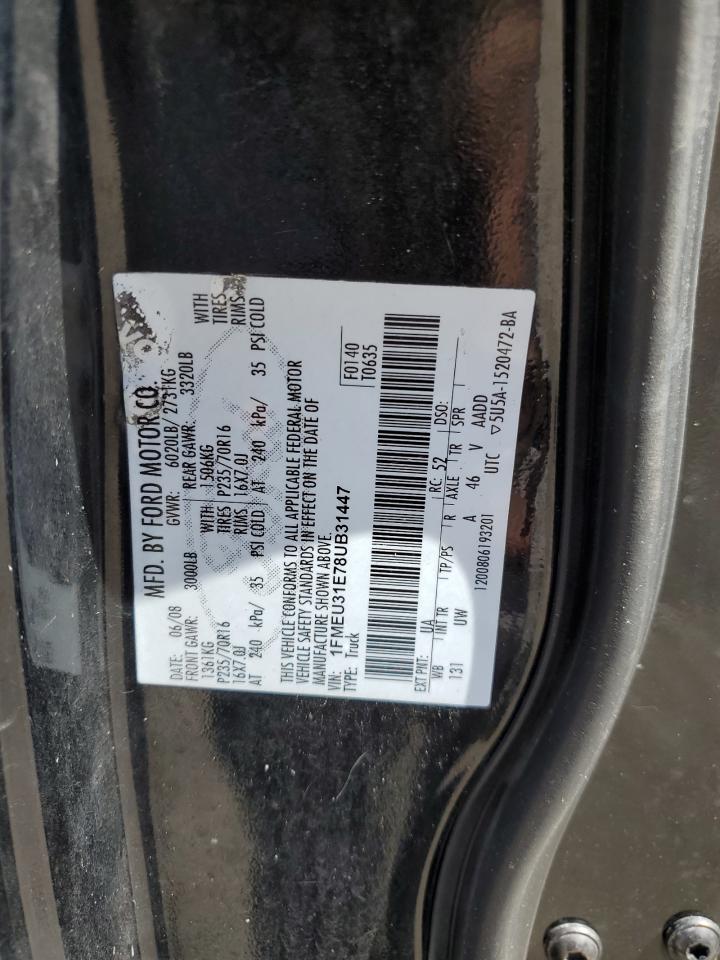 MFD. BY FORD MOTOR CO.
DATE: 06/08 GVWR: 6020LB/ 2731KG
FRONT GAWR: 3000LB REAR GAWR: 3320LB
1361KG WITH 1506KG WITH
P235/70R16 TIRES P235/70R16 TIRES
16X7.0J RIMS 16X7.0J RIMS
AT 240 kPa/ 35 PSI COLD AT 240 kPa/ 35 PSI COLD
THIS VEHICLE CONFORMS TO ALL APPLICABLE FEDERAL MOTOR
VEHICLE SAFETY STANDARDS IN EFFECT ON THE DATE OF
MANUFACTURE SHOWN ABOVE.
VIN: 1FMEU31E78UB31447 F0140
TYPE: Truck T0635
EXT PNT: UA RC: 52 DSO:
WB INT TR TP/PS R AXLE TR SPR
131 UW A 46 V AADD
1200806193201 UTC ▽5U5A-1520472-BA